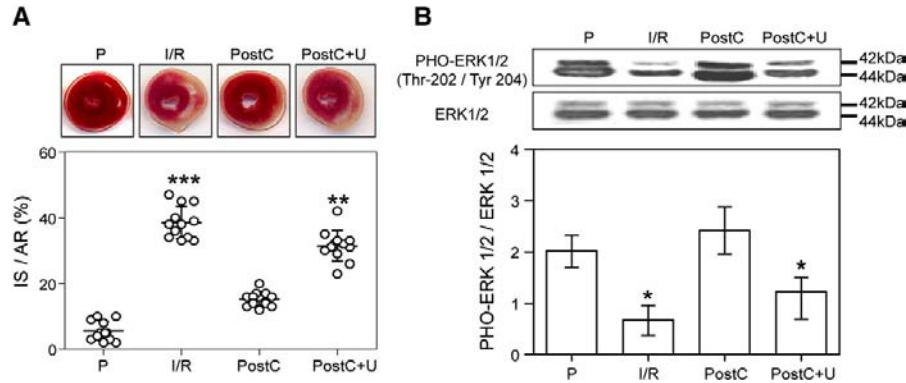 A
P I/R PostC PostC+U
60
40
20
0
IS / AR (%)
***
**
P I/R PostC PostC+U
B
P I/R PostC PostC+U
PHO-ERK1/2
(Thr-202 / Tyr 204)
42kDa
44kDa
ERK1/2
42kDa
44kDa
4
3
2
1
0
PHO-ERK 1/2 / ERK 1/2
*
*
P I/R PostC PostC+U